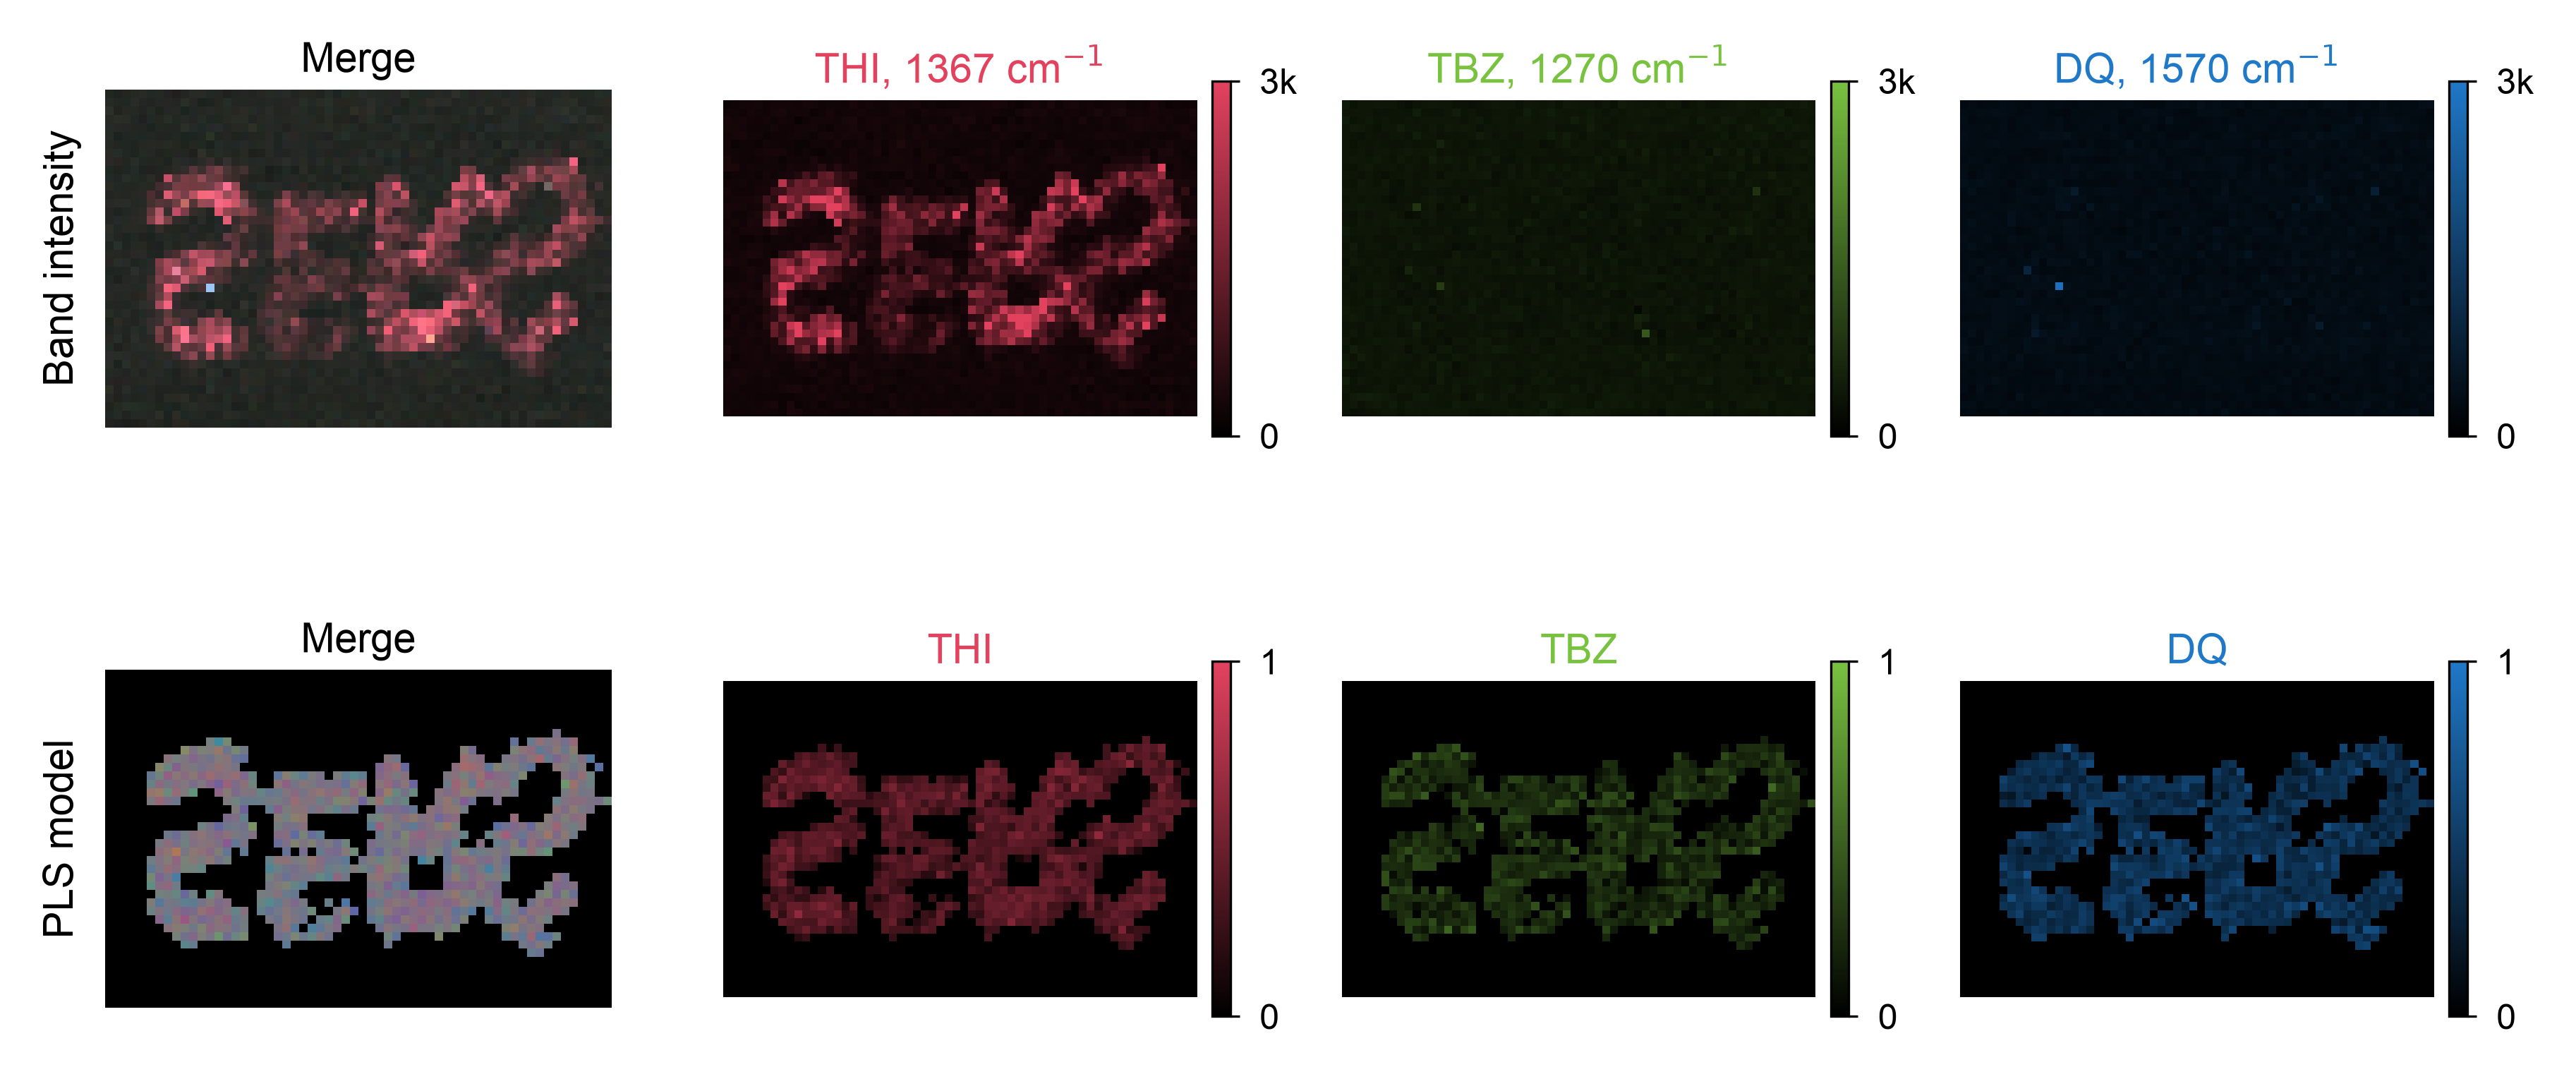 Merge
THI, 1367 cm⁻¹
3k
0
TBZ, 1270 cm⁻¹
3k
0
DQ, 1570 cm⁻¹
3k
0
Band intensity
Merge
THI
1
0
TBZ
1
0
DQ
1
0
PLS model